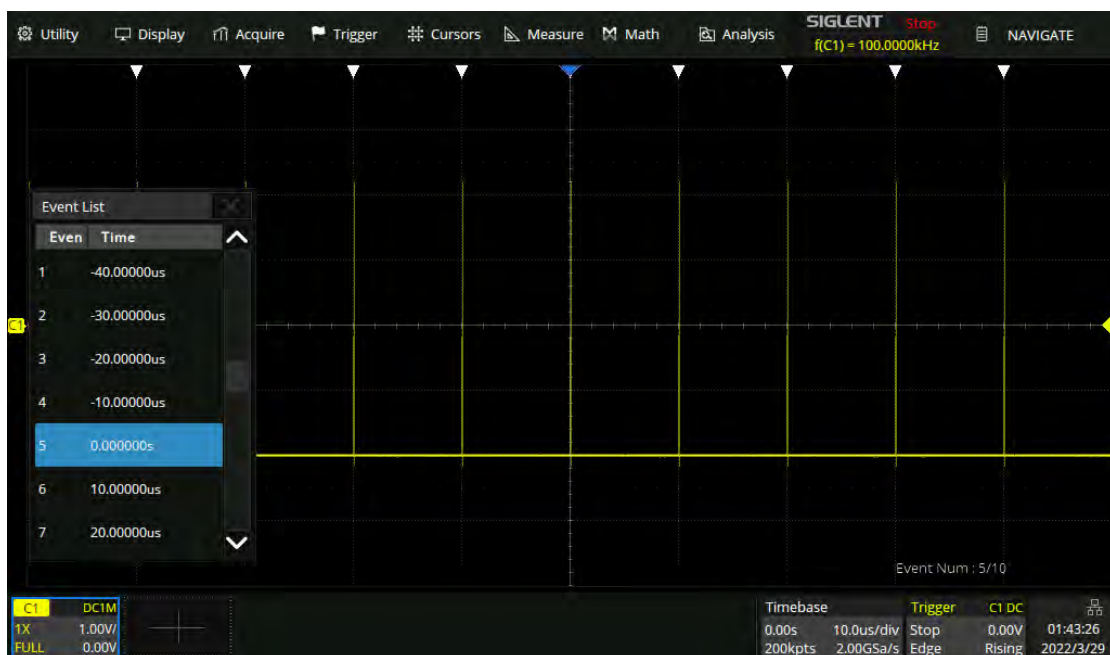 Utility Display Acquire Trigger Cursors Measure Math Analysis
SIGLENT Stop
f(C1) = 100.0000kHz
NAVIGATE
Event List
Even Time
1 -40.00000us
2 -30.00000us
3 -20.00000us
4 -10.00000us
5 0.000000s
6 10.00000us
7 20.00000us
C1
Event Num : 5/10
C1 DC1M
1X 1.00V/
FULL 0.00V
Timebase
0.00s 10.0us/div
200kpts 2.00GSa/s
Trigger C1 DC
Stop 0.00V
Edge Rising
01:43:26
2022/3/29